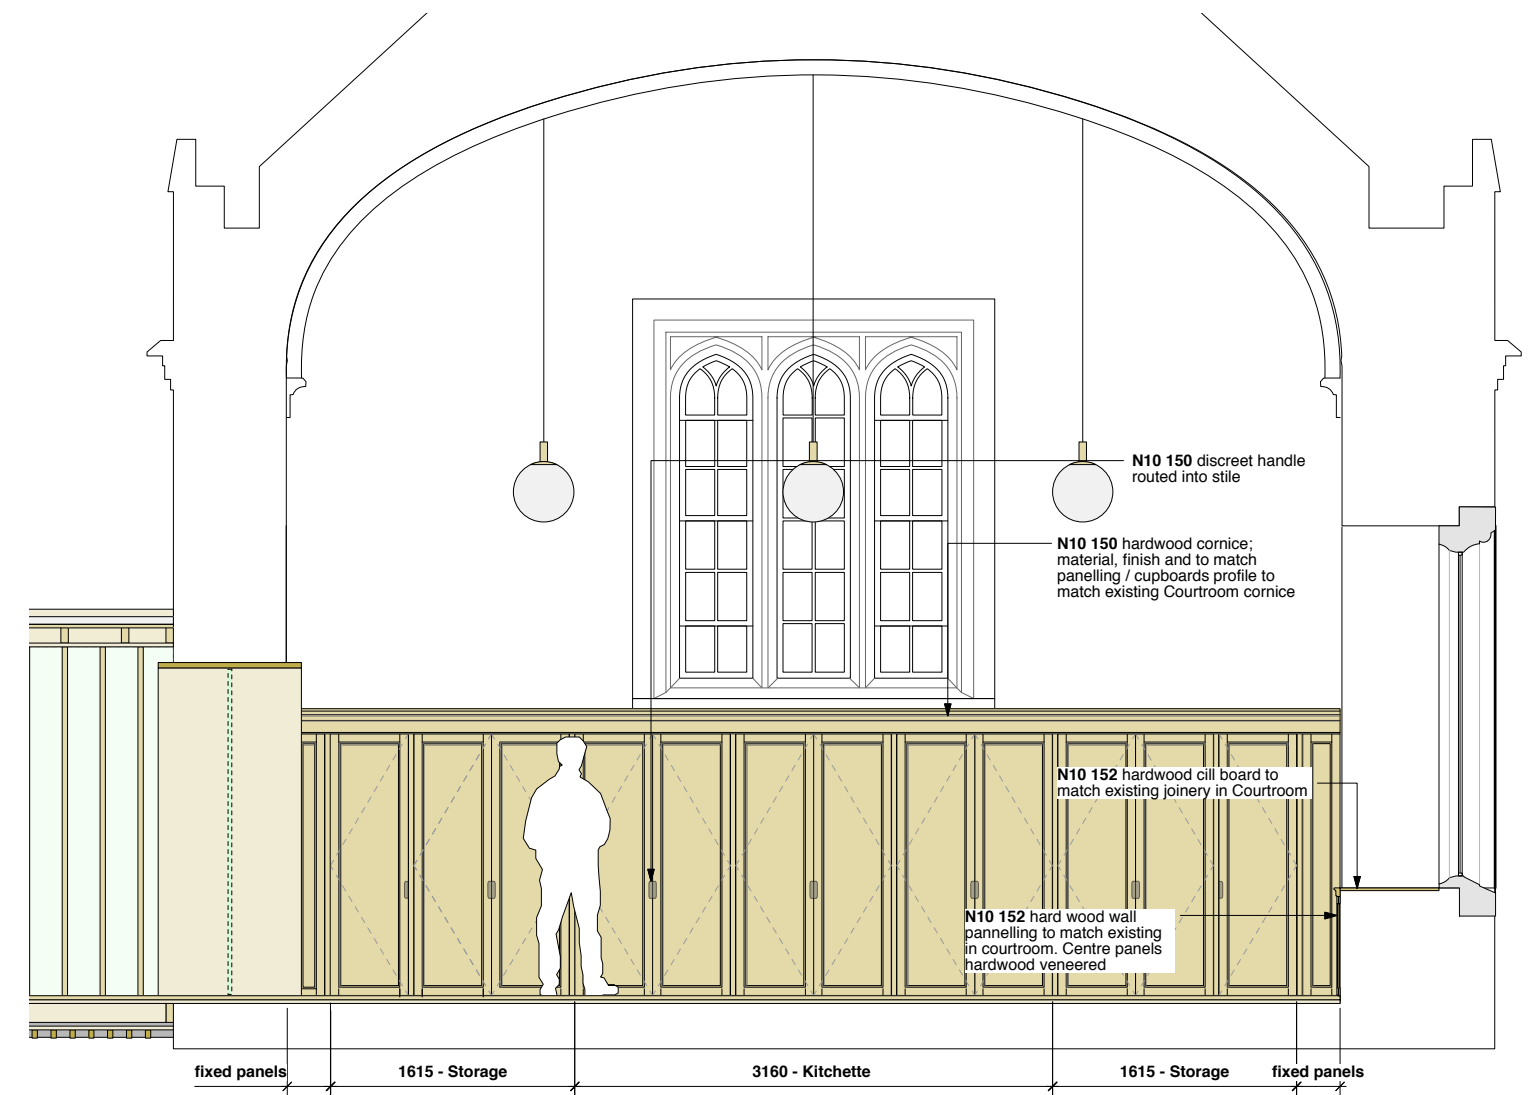 N10 150 discreet handle
routed into stile
N10 150 hardwood cornice;
material, finish and to match
panelling / cupboards profile to
match existing Courtroom cornice
N10 152 hardwood cill board to
match existing joinery in Courtroom
N10 152 hard wood wall
pannelling to match existing
in courtroom. Centre panels
hardwood veneered
fixed panels
1615 - Storage
3160 - Kitchette
1615 - Storage
fixed panels